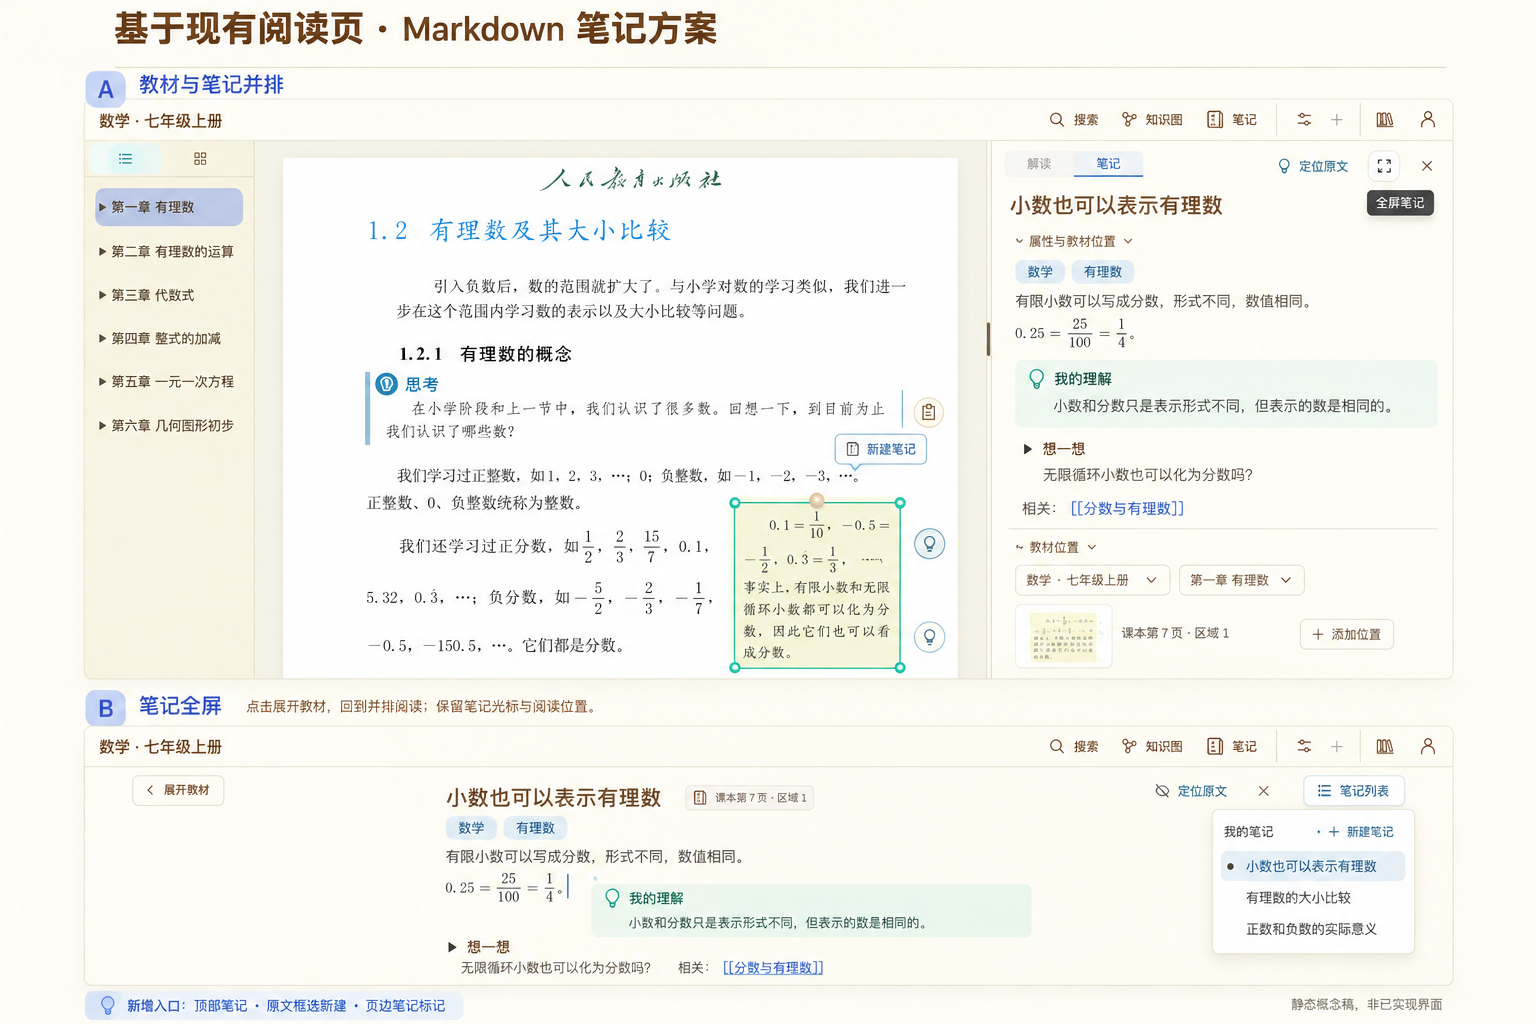 基于现有阅读页 · Markdown 笔记方案
A 教材与笔记并排
数学 · 七年级上册
搜索 知识图 笔记
第一章 有理数
第二章 有理数的运算
第三章 代数式
第四章 整式的加减
第五章 一元一次方程
第六章 几何图形初步
人民教育出版社
1.2 有理数及其大小比较
引入负数后，数的范围就扩大了。与小学对数的学习类似，我们进一
步在这个范围内学习数的表示以及大小比较等问题。
1.2.1 有理数的概念
思考
在小学阶段和上一节中，我们认识了很多数。回想一下，到目前为止
我们认识了哪些数？
新建笔记
我们学习过正整数，如1，2，3，…；0；负整数，如−1，−2，−3，…。
正整数、0、负整数统称为整数。
我们还学习过正分数，如1/2，2/3，15/7，0.1，
5.32，0.3̇，…；负分数，如−5/2，−2/3，−1/7，
−0.5，−150.5，…。它们都是分数。
0.1=1/10，−0.5=
−1/2，0.3̇=1/3，
事实上，有限小数和无限
循环小数都可以化为分
数，因此它们也可以看
成分数。
解读 笔记 定位原文
全屏笔记
小数也可以表示有理数
属性与教材位置
数学 有理数
有限小数可以写成分数，形式不同，数值相同。
0.25 = 25/100 = 1/4。
我的理解
小数和分数只是表示形式不同，但表示的数是相同的。
想一想
无限循环小数也可以化为分数吗？
相关： [[分数与有理数]]
教材位置
数学 · 七年级上册 第一章 有理数
课本第 7 页 · 区域 1
＋ 添加位置
B 笔记全屏 点击展开教材，回到并排阅读；保留笔记光标与阅读位置。
数学 · 七年级上册
搜索 知识图 笔记
展开教材
小数也可以表示有理数 课本第 7 页 · 区域 1
定位原文 笔记列表
数学 有理数
有限小数可以写成分数，形式不同，数值相同。
0.25 = 25/100 = 1/4。
我的理解
小数和分数只是表示形式不同，但表示的数是相同的。
想一想
无限循环小数也可以化为分数吗？ 相关： [[分数与有理数]]
我的笔记 · ＋ 新建笔记
小数也可以表示有理数
有理数的大小比较
正数和负数的实际意义
新增入口：顶部笔记 · 原文框选新建 · 页边笔记标记
静态概念稿，非已实现界面